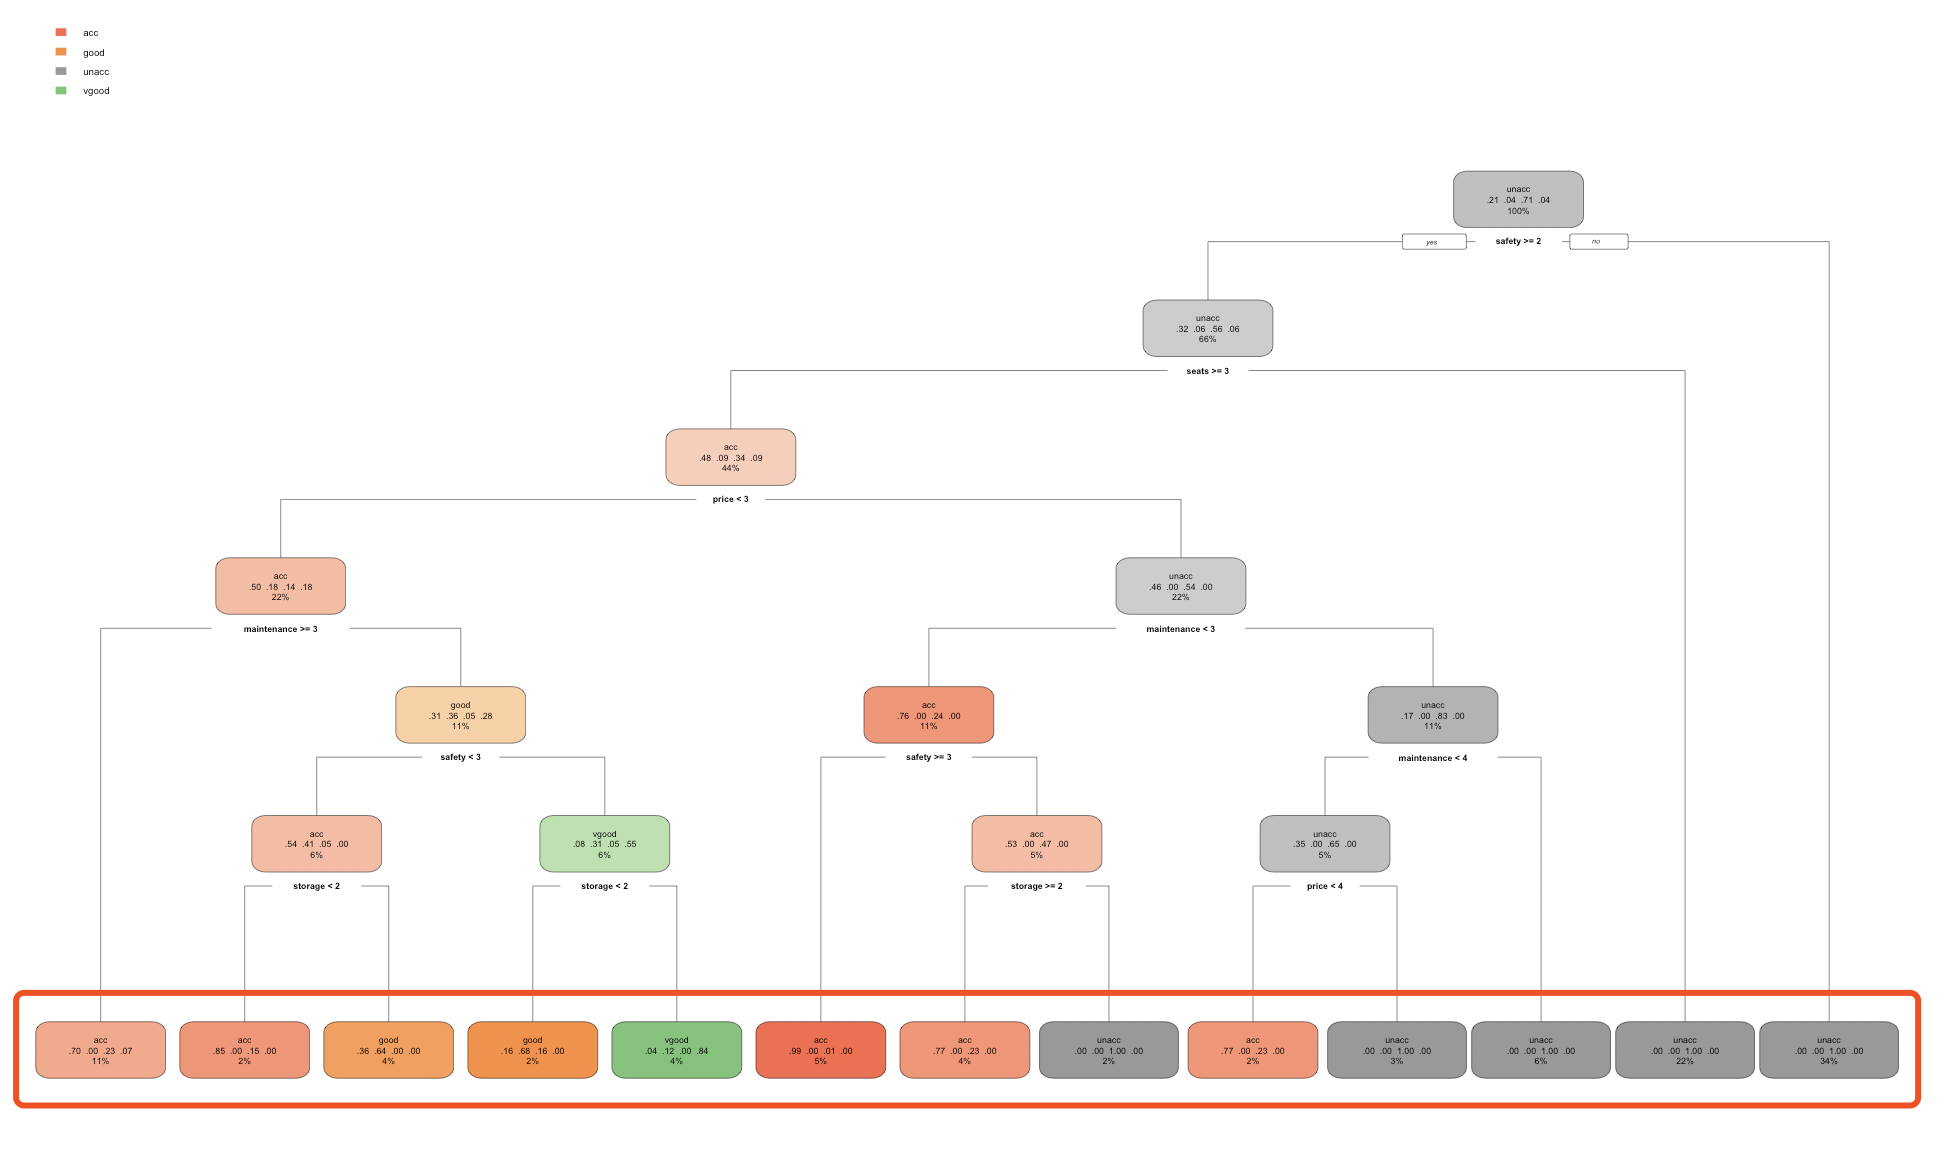 acc
good
unacc
vgood
unacc
.21 .04 .71 .04
100%
yes
safety >= 2
no
unacc
.32 .06 .56 .06
66%
seats >= 3
acc
.48 .09 .34 .09
44%
price < 3
acc
.50 .18 .14 .18
22%
unacc
.46 .00 .54 .00
22%
maintenance >= 3
maintenance < 3
good
.31 .36 .05 .28
11%
acc
.76 .00 .24 .00
11%
unacc
.17 .00 .83 .00
11%
safety < 3
safety >= 3
maintenance < 4
acc
.54 .41 .05 .00
6%
vgood
.08 .31 .05 .55
6%
acc
.53 .00 .47 .00
5%
unacc
.35 .00 .65 .00
5%
storage < 2
storage < 2
storage >= 2
price < 4
acc
.70 .00 .23 .07
11%
acc
.85 .00 .15 .00
2%
good
.36 .64 .00 .00
4%
good
.16 .68 .16 .00
2%
vgood
.04 .12 .00 .84
4%
acc
.99 .00 .01 .00
5%
acc
.77 .00 .23 .00
4%
unacc
.00 .00 1.00 .00
2%
acc
.77 .00 .23 .00
2%
unacc
.00 .00 1.00 .00
3%
unacc
.00 .00 1.00 .00
6%
unacc
.00 .00 1.00 .00
22%
unacc
.00 .00 1.00 .00
34%